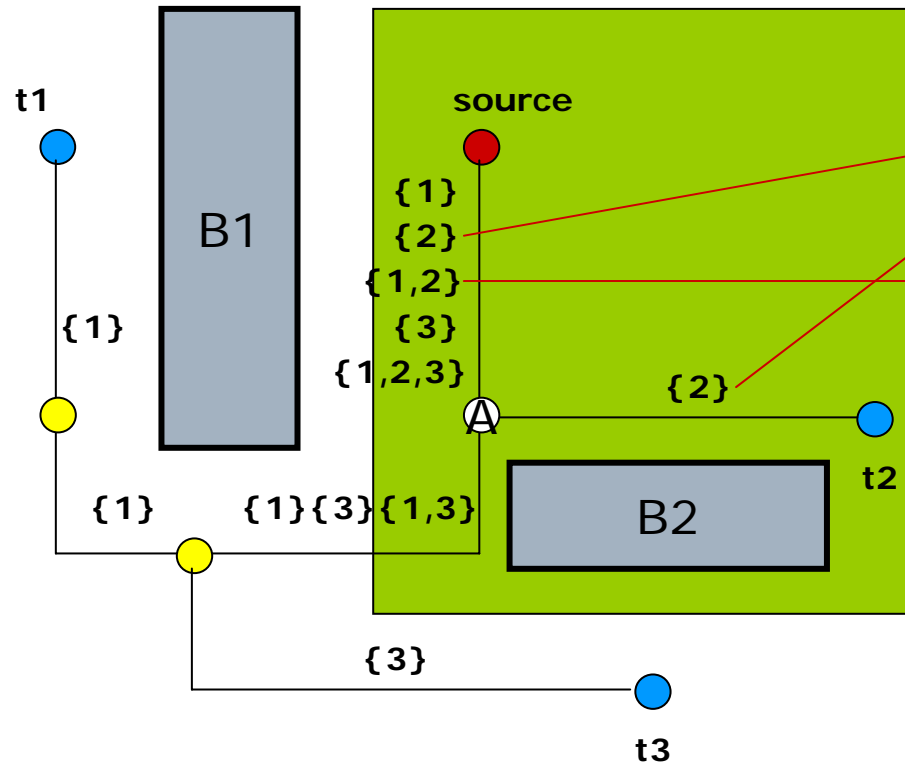 t1
source
{1}
B1
{2}
{1,2}
{1}
{3}
{1,2,3}
{2}
A
t2
{1}
{1}{3}{1,3}
B2
{3}
t3